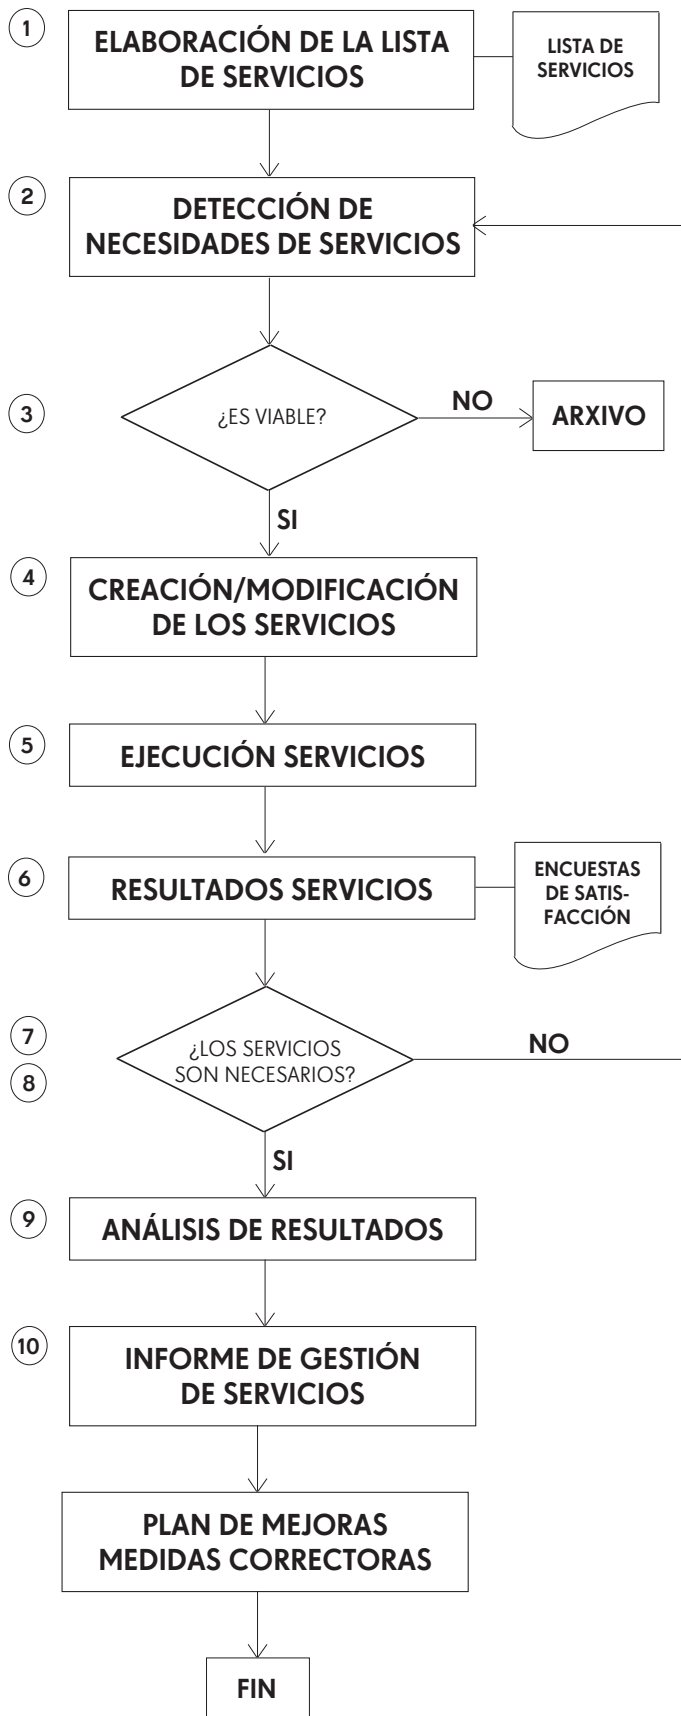 1
ELABORACIÓN DE LA LISTA
DE SERVICIOS
LISTA DE
SERVICIOS
2
DETECCIÓN DE
NECESIDADES DE SERVICIOS
3
¿ES VIABLE?
NO
ARXIVO
SI
4
CREACIÓN/MODIFICACIÓN
DE LOS SERVICIOS
5
EJECUCIÓN SERVICIOS
6
RESULTADOS SERVICIOS
ENCUESTAS
DE SATIS-
FACCIÓN
7
8
¿LOS SERVICIOS
SON NECESARIOS?
NO
SI
9
ANÁLISIS DE RESULTADOS
10
INFORME DE GESTIÓN
DE SERVICIOS
PLAN DE MEJORAS
MEDIDAS CORRECTORAS
FIN